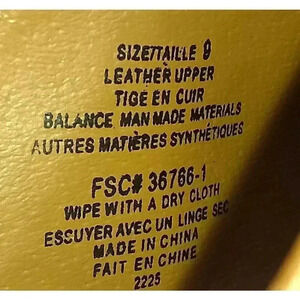 SIZE/TAILLE 9
LEATHER UPPER
TIGE EN CUIR
BALANCE MAN MADE MATERIALS
AUTRES MATIÈRES SYNTHÉTIQUES
FSC# 36766-1
WIPE WITH A DRY CLOTH
ESSUYER AVEC UN LINGE SEC
MADE IN CHINA
FAIT EN CHINE
2225